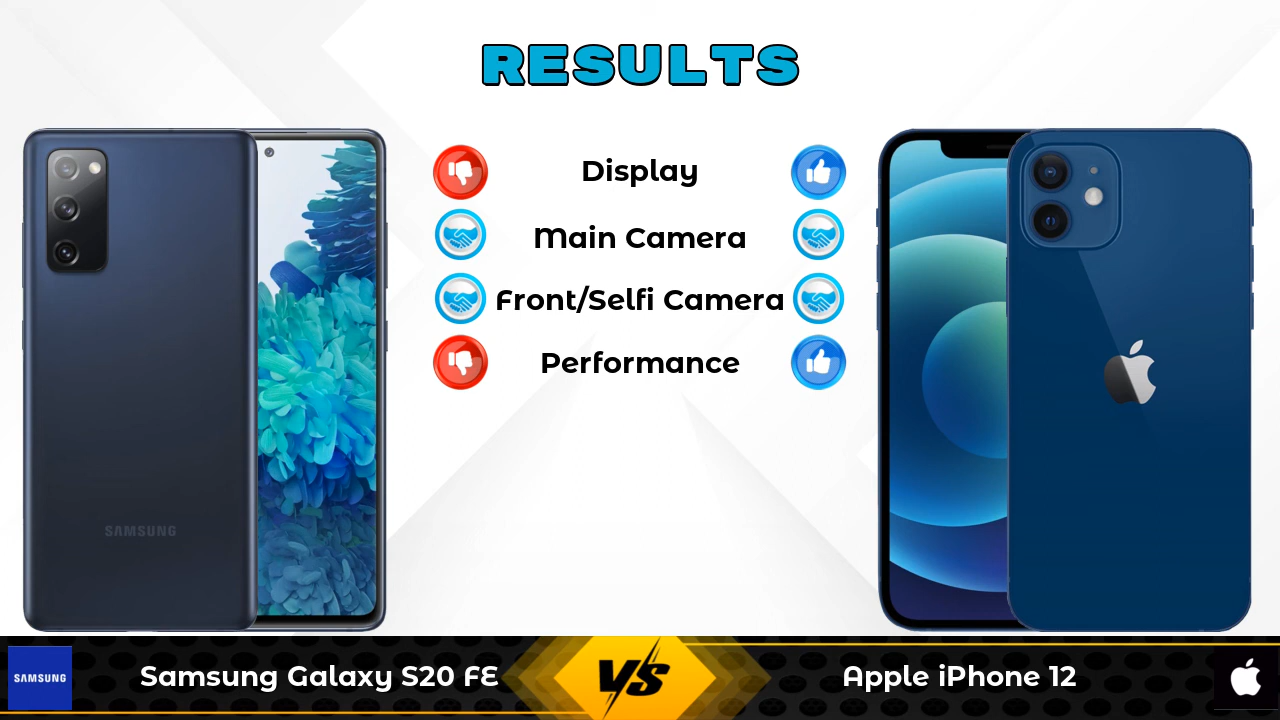 RESULTS
Display
Main Camera
Front/Selfi Camera
Performance
SAMSUNG
SAMSUNG
Samsung Galaxy S20 FE
VS
Apple iPhone 12